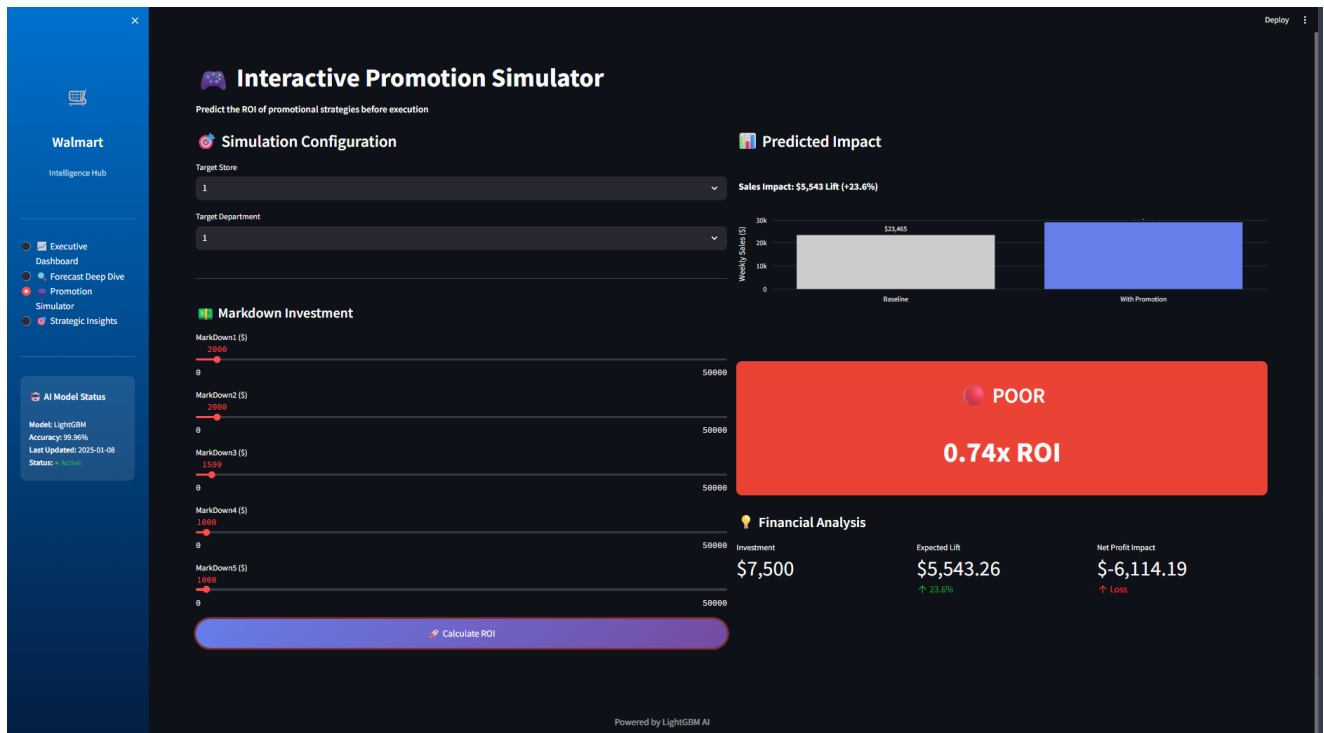 Deploy
Walmart
Intelligence Hub
Executive
Dashboard
Forecast Deep Dive
Promotion
Simulator
Strategic Insights
AI Model Status
Model: LightGBM
Accuracy: 99.96%
Last Updated: 2025-01-08
Status: ● Active
Interactive Promotion Simulator
Predict the ROI of promotional strategies before execution
Simulation Configuration
Target Store
1
Target Department
1
Markdown Investment
MarkDown1 ($)
2000
0 50000
MarkDown2 ($)
2000
0 50000
MarkDown3 ($)
1500
0 50000
MarkDown4 ($)
1000
0 50000
MarkDown5 ($)
1000
0 50000
Calculate ROI
Predicted Impact
Sales Impact: $5,543 Lift (+23.6%)
Weekly Sales ($)
30k
20k
10k
0
$23,465
Baseline
With Promotion
POOR
0.74x ROI
Financial Analysis
Investment
$7,500
Expected Lift
$5,543.26
↑ 23.6%
Net Profit Impact
$-6,114.19
↑ Loss
Powered by LightGBM AI